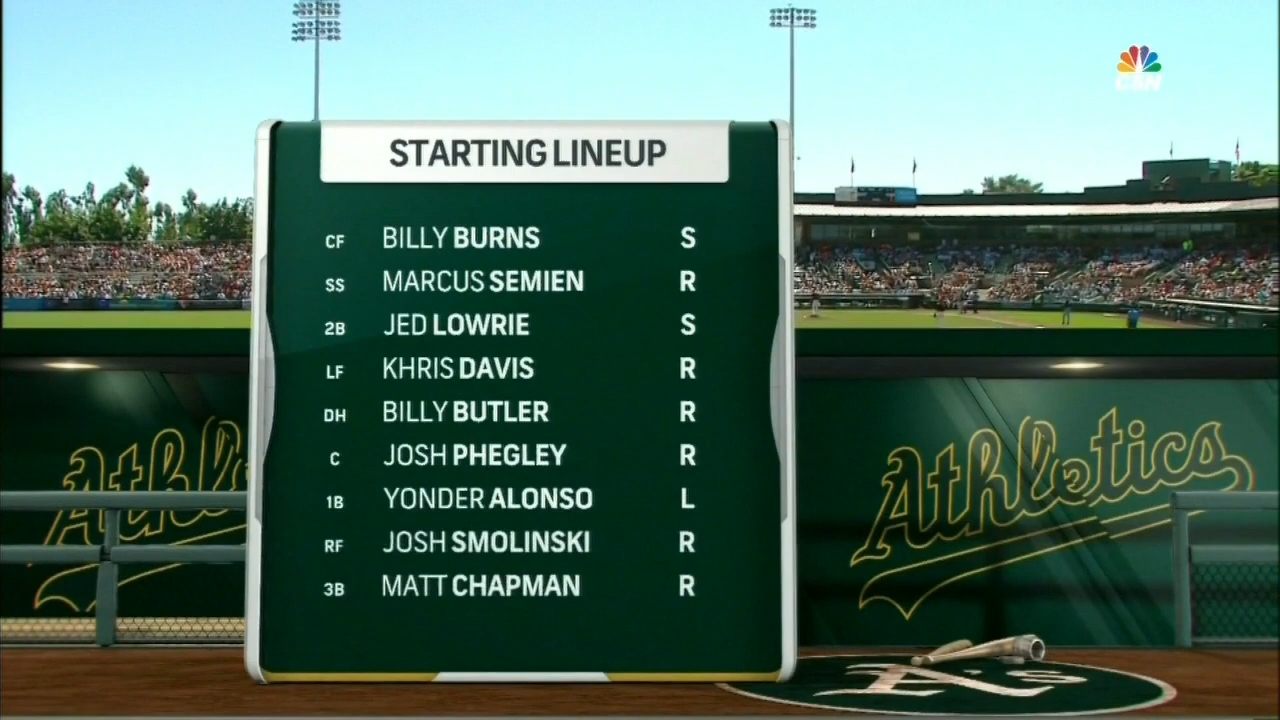 CSN
STARTING LINEUP
CF BILLY BURNS S
SS MARCUS SEMIEN R
2B JED LOWRIE S
LF KHRIS DAVIS R
DH BILLY BUTLER R
C JOSH PHEGLEY R
1B YONDER ALONSO L
RF JOSH SMOLINSKI R
3B MATT CHAPMAN R
Athletics
A's